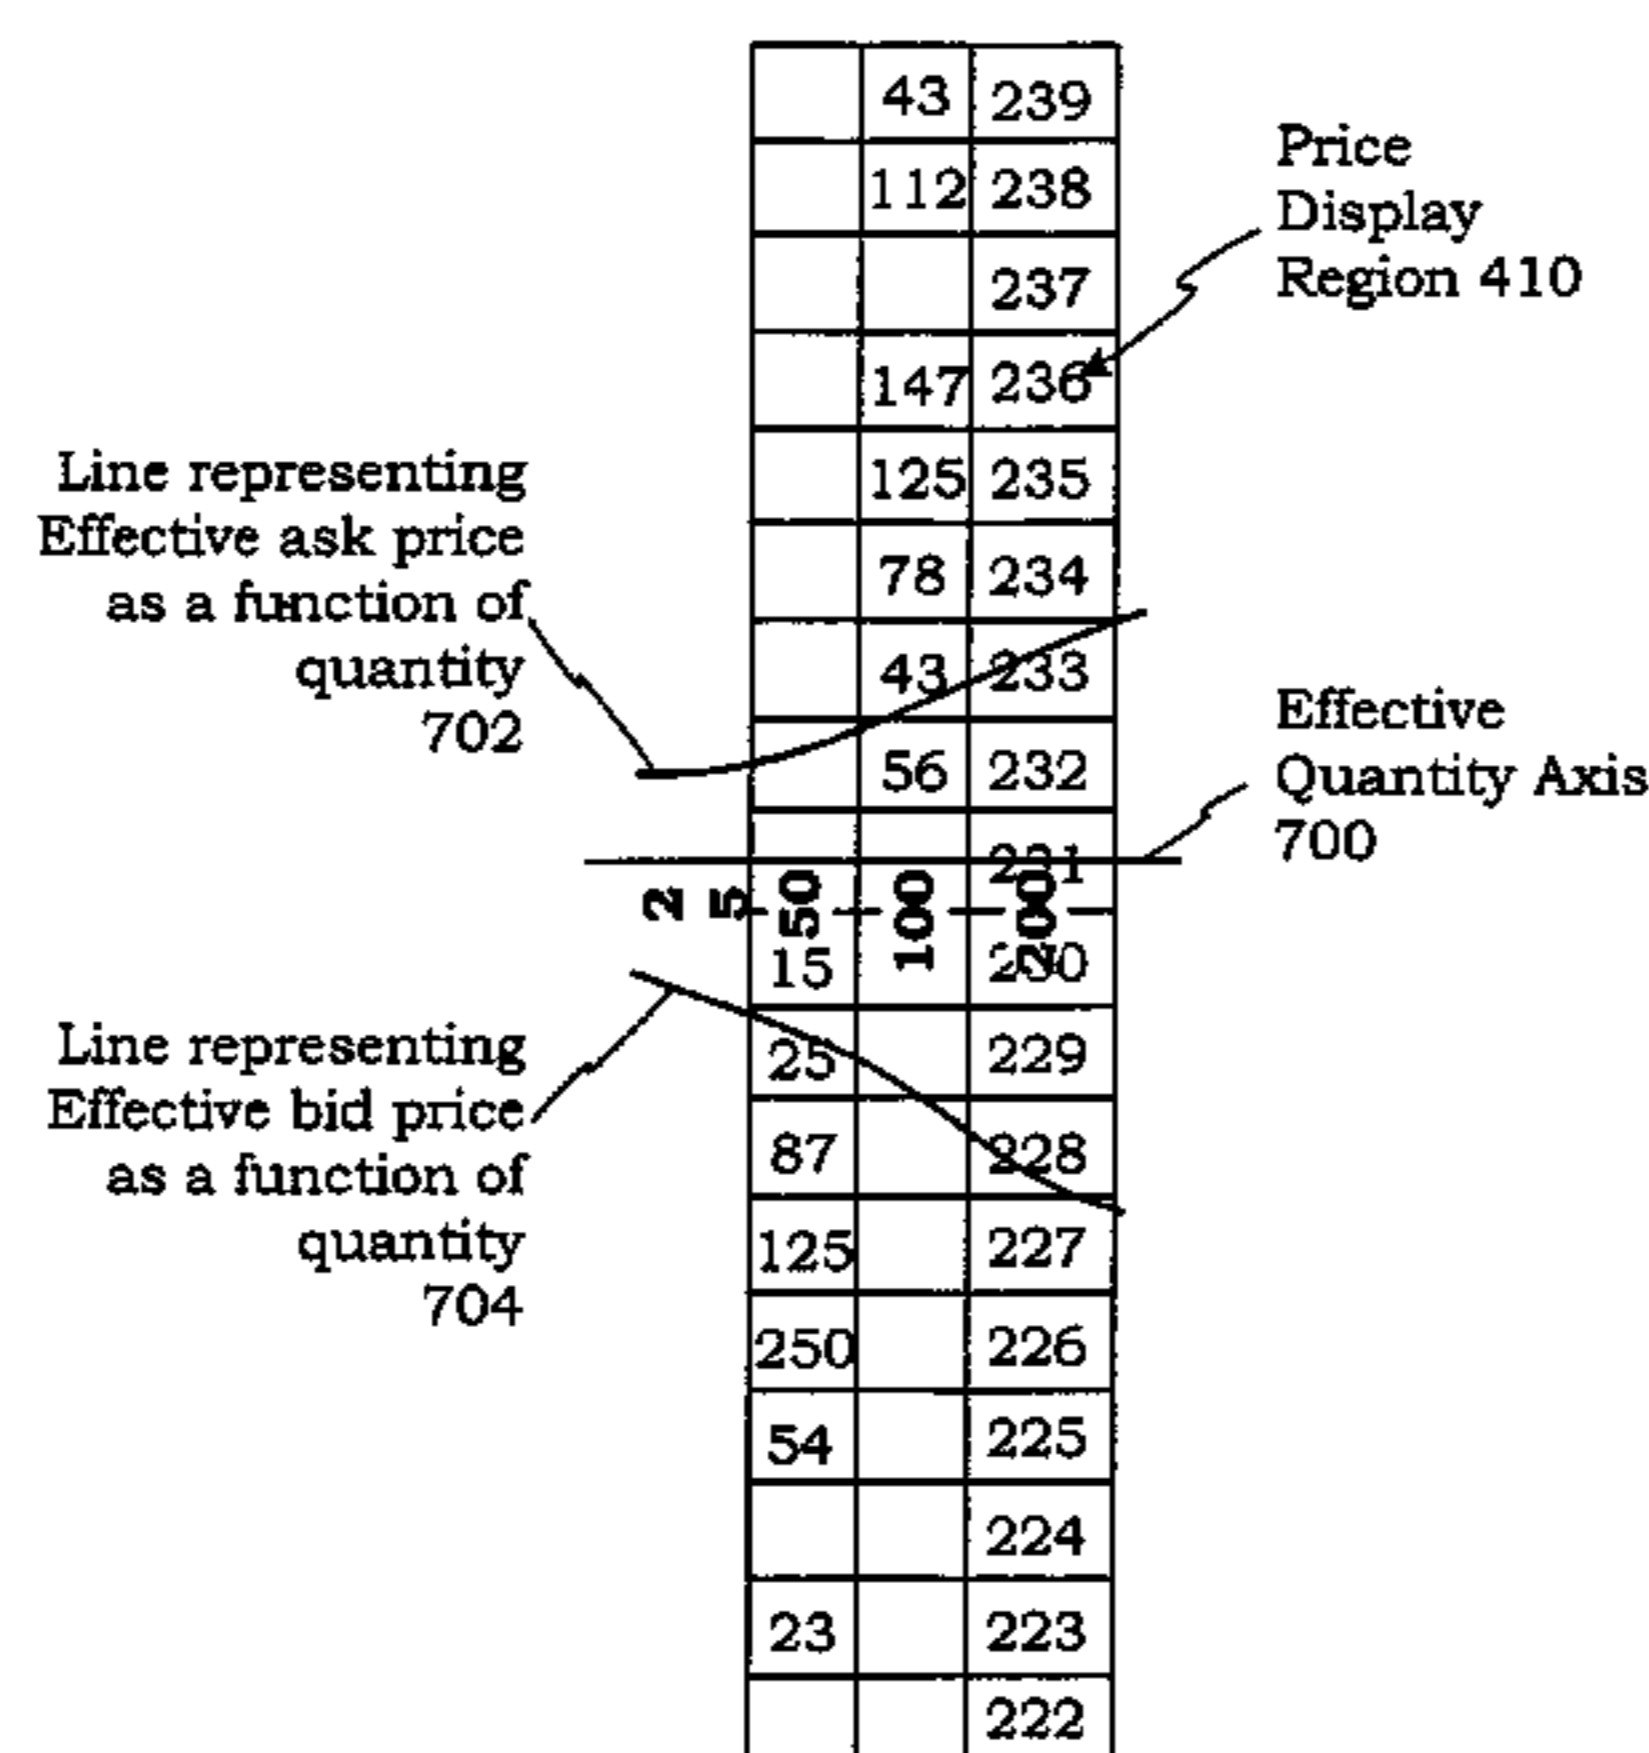 43 239
112 238
237
147 236
125 235
78 234
43 233
56 232
231
15 230
25 229
87 228
125 227
250 226
54 225
224
23 223
222
Price
Display
Region 410
Line representing
Effective ask price
as a function of
quantity
702
Effective
Quantity Axis
700
2 5 50 100 200
Line representing
Effective bid price
as a function of
quantity
704